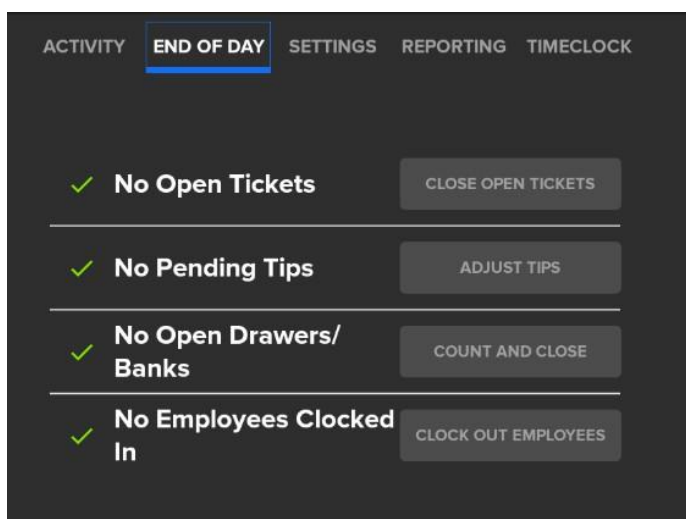 ACTIVITY END OF DAY SETTINGS REPORTING TIMECLOCK
No Open Tickets CLOSE OPEN TICKETS
No Pending Tips ADJUST TIPS
No Open Drawers/
Banks
COUNT AND CLOSE
No Employees Clocked
In
CLOCK OUT EMPLOYEES